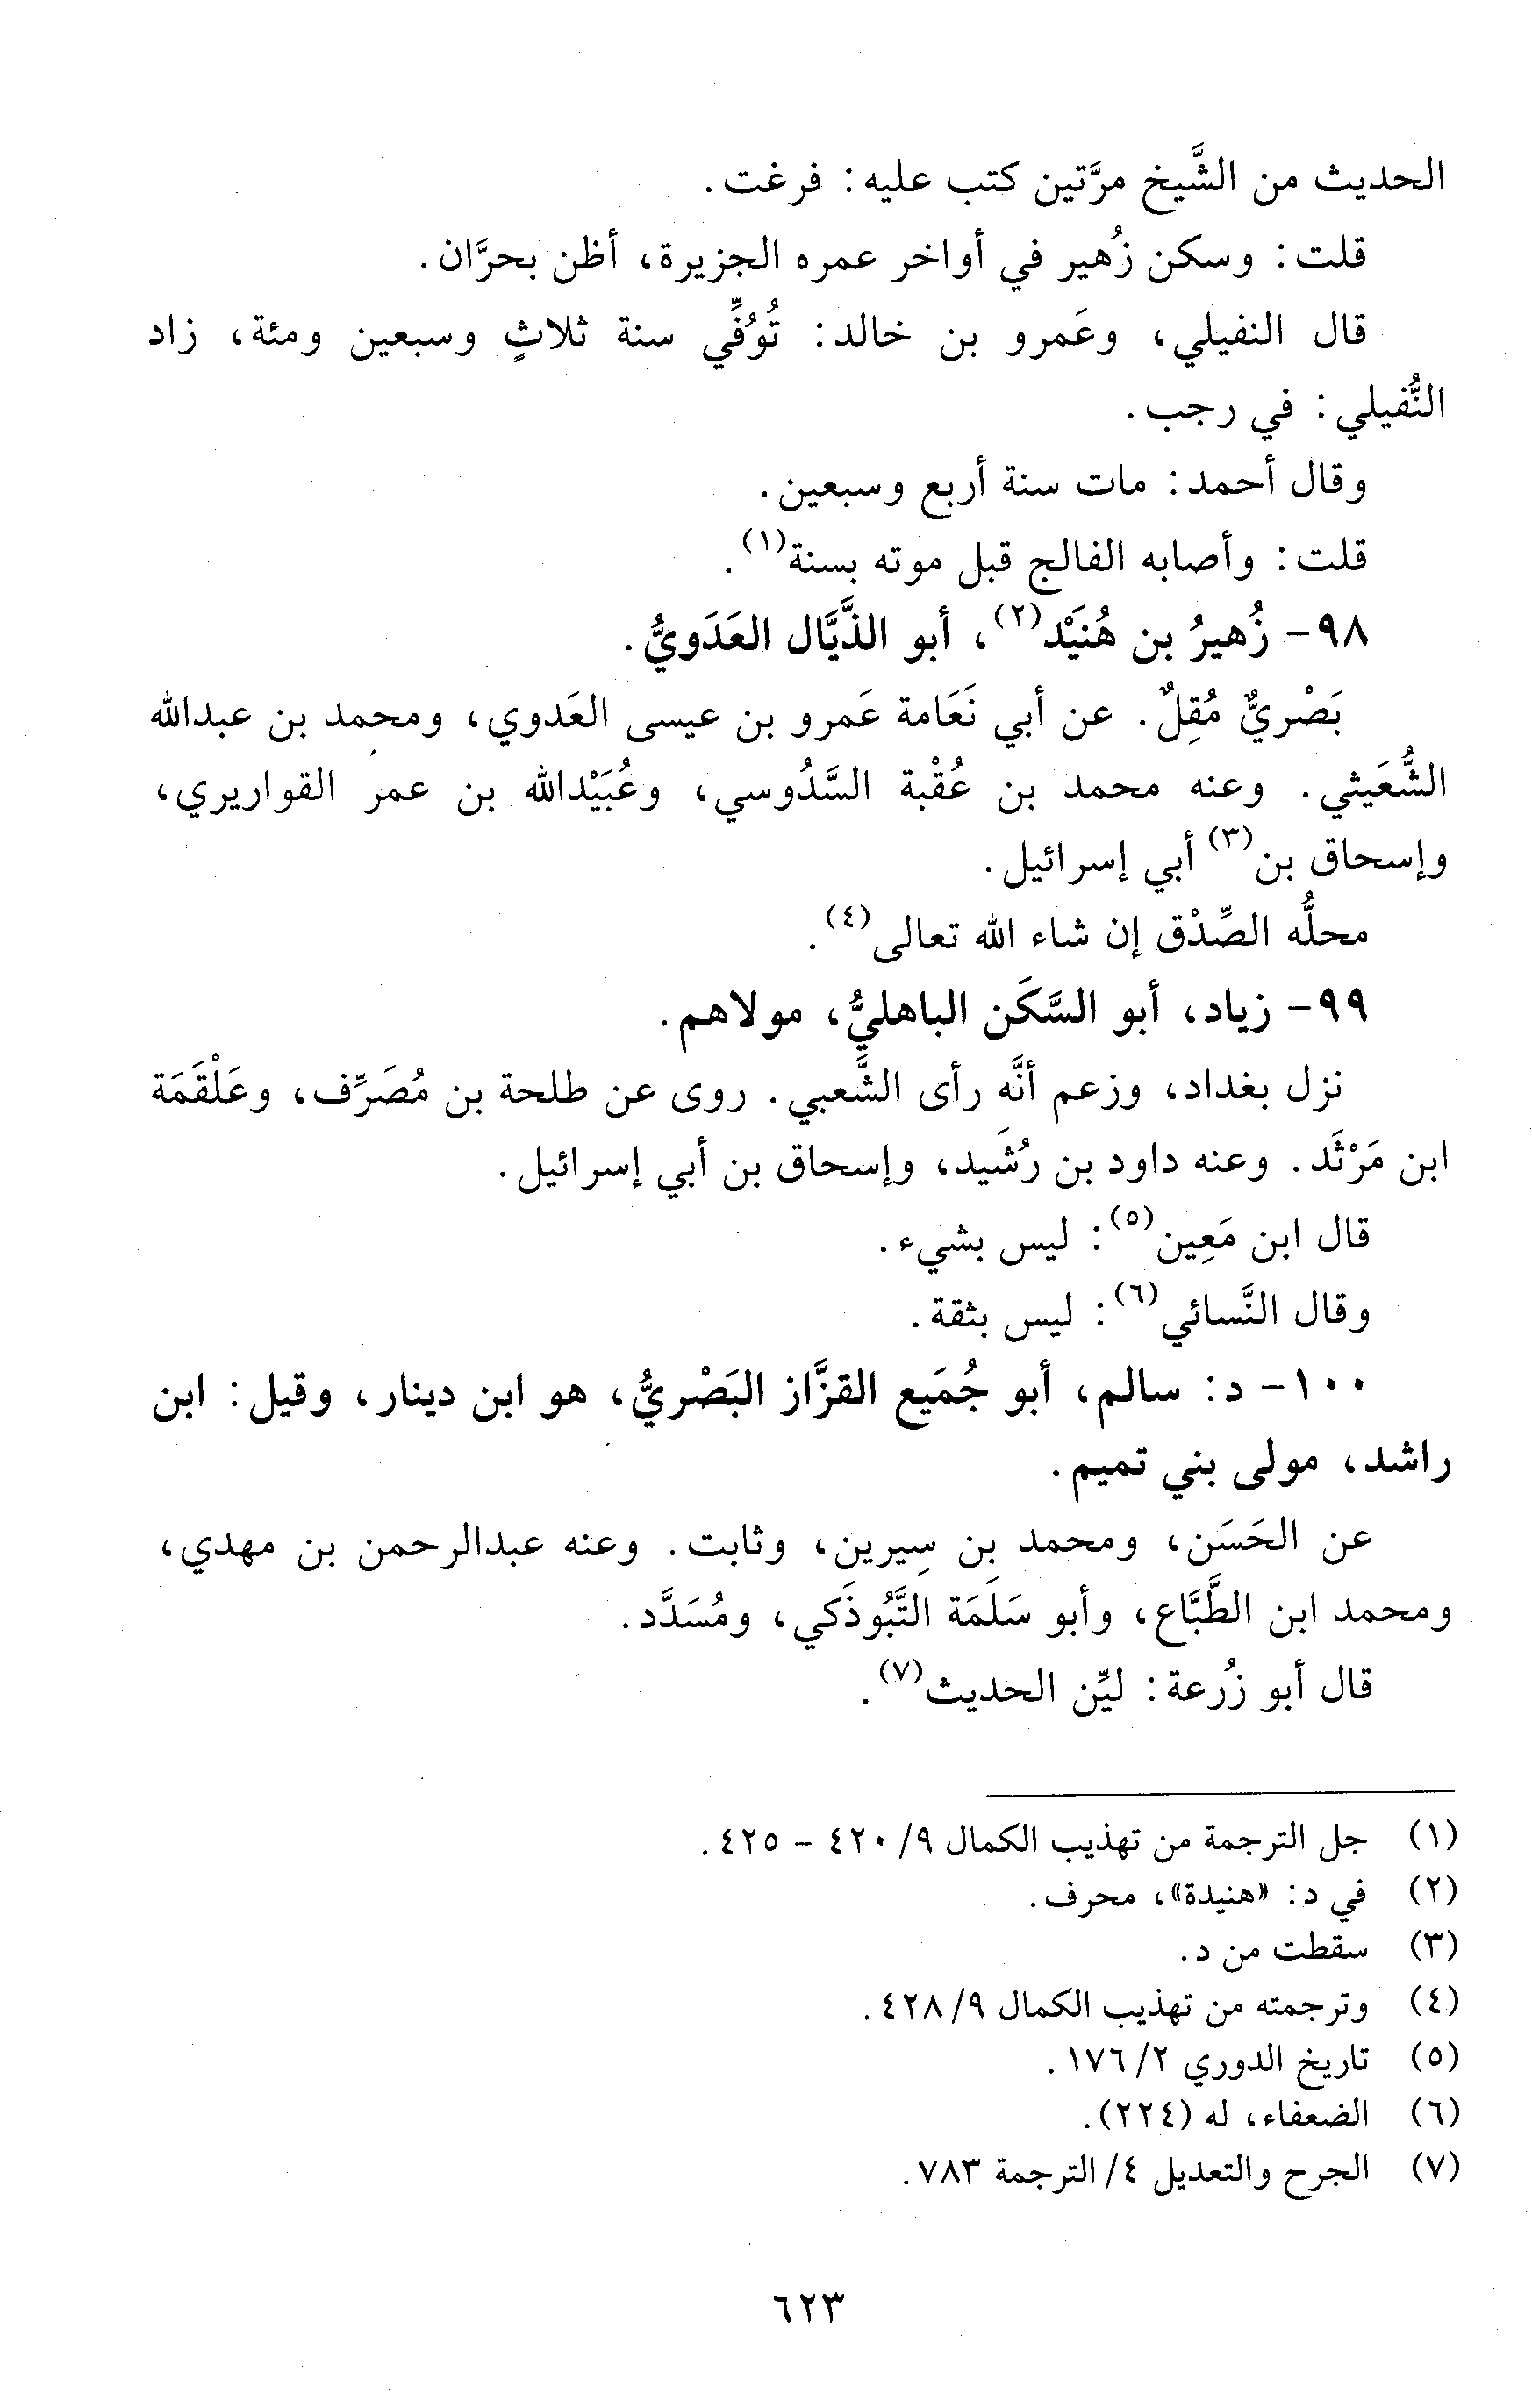 الحديث من الشَّيخ مرَّتين كتب عليه: فرغت.
قلت: وسكن زُهير في أواخر عمره الجزيرة، أظن بحرَّان.
قال النفيلي، وعَمرو بن خالد: تُوُفِّي سنة ثلاثٍ وسبعين ومئة، زاد
النُّفيلي: في رجب.
وقال أحمد: مات سنة أربع وسبعين.
قلت: وأصابه الفالج قبل موته بسنة(١).
٩٨- زُهيرُ بن هُنَيْد(٢)، أبو الذَّيَّال العَدَويُّ.
بَصْريٌّ مُقِلٌ. عن أبي نَعَامة عَمرو بن عيسى العَدوي، ومحمد بن عبدالله
الشُّعَيثي. وعنه محمد بن عُقْبة السَّدُوسي، وعُبَيْدالله بن عمر القواريري،
وإسحاق بن(٣) أبي إسرائيل.
محلُّه الصِّدْق إن شاء الله تعالى(٤).
٩٩- زياد، أبو السَّكَن الباهليُّ، مولاهم.
نزل بغداد، وزعم أنَّه رأى الشَّعبي. روى عن طلحة بن مُصَرِّف، وعَلْقَمَة
ابن مَرْثَد. وعنه داود بن رُشَيد، وإسحاق بن أبي إسرائيل.
قال ابن مَعِين(٥): ليس بشيء.
وقال النَّسائي(٦): ليس بثقة.
١٠٠- د: سالم، أبو جُمَيع القزَّاز البَصْريُّ، هو ابن دينار، وقيل: ابن
راشد، مولى بني تميم.
عن الحَسَن، ومحمد بن سِيرين، وثابت. وعنه عبدالرحمن بن مهدي،
ومحمد ابن الطَّبَّاع، وأبو سَلَمَة التَّبُوذَكي، ومُسَدَّد.
قال أبو زُرعة: ليِّن الحديث(٧).
(١) جل الترجمة من تهذيب الكمال ٩/ ٤٢٠ - ٤٢٥.
(٢) في د: «هنيدة»، محرف.
(٣) سقطت من د.
(٤) وترجمته من تهذيب الكمال ٩/ ٤٢٨.
(٥) تاريخ الدوري ٢/ ١٧٦.
(٦) الضعفاء، له (٢٢٤).
(٧) الجرح والتعديل ٤/ الترجمة ٧٨٣.
٦٢٣